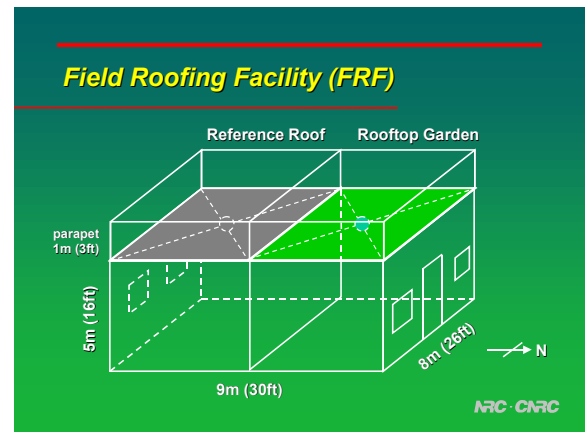 Field Roofing Facility (FRF)
Reference Roof
Rooftop Garden
parapet
1m (3ft)
5m (16ft)
9m (30ft)
8m (26ft)
N
NRC·CNRC